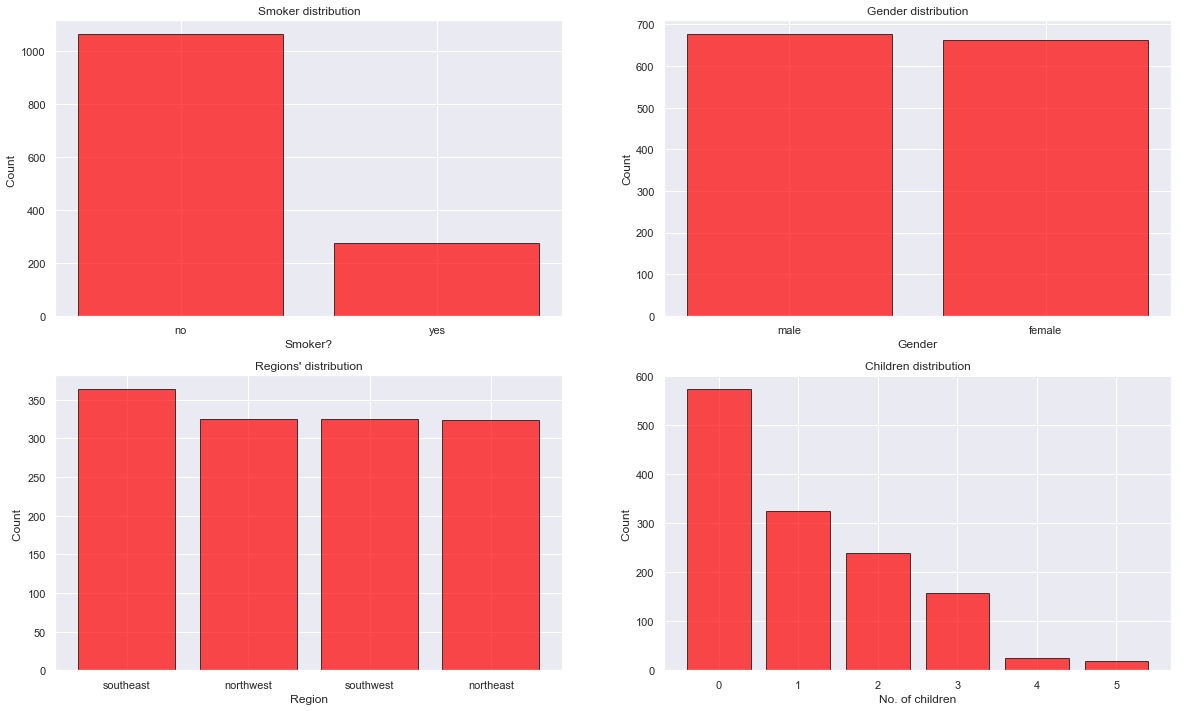 Smoker distribution
Count
1000
800
600
400
200
0
no yes
Smoker?
Gender distribution
Count
700
600
500
400
300
200
100
0
male female
Gender
Regions' distribution
Count
350
300
250
200
150
100
50
0
southeast northwest southwest northeast
Region
Children distribution
Count
600
500
400
300
200
100
0
0 1 2 3 4 5
No. of children